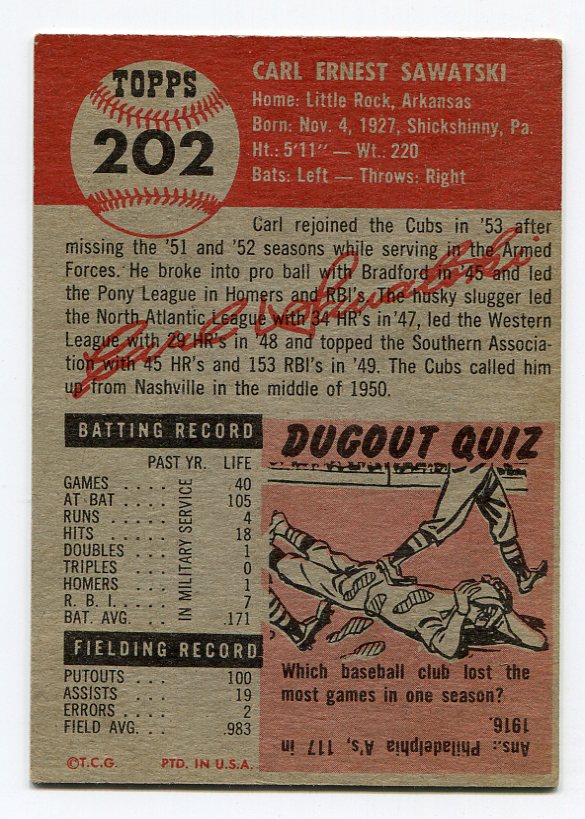 TOPPS
202
CARL ERNEST SAWATSKI
Home: Little Rock, Arkansas
Born: Nov. 4, 1927, Shickshinny, Pa.
Ht.: 5'11" — Wt.: 220
Bats: Left — Throws: Right
Carl rejoined the Cubs in '53 after
missing the '51 and '52 seasons while serving in the Armed
Forces. He broke into pro ball with Bradford in '45 and led
the Pony League in Homers and RBI's. The husky slugger led
the North Atlantic League with 34 HR's in '47, led the Western
League with 29 HR's in '48 and topped the Southern Associa-
tion with 45 HR's and 153 RBI's in '49. The Cubs called him
up from Nashville in the middle of 1950.
Carl Sawatski
BATTING RECORD
PAST YR. LIFE
IN MILITARY SERVICE
GAMES . . . . 40
AT BAT . . . . 105
RUNS . . . . . 4
HITS . . . . . 18
DOUBLES . . . 1
TRIPLES . . . . 0
HOMERS . . . 1
R. B. I. . . . . 7
BAT. AVG. . . . .171
FIELDING RECORD
PUTOUTS . . . 100
ASSISTS . . . . 19
ERRORS . . . . 2
FIELD AVG. . . . .983
©T.C.G. PTD. IN U.S.A.
DUGOUT QUIZ
Which baseball club lost the
most games in one season?
Ans.: Philadelphia A's, 117 in
1916.